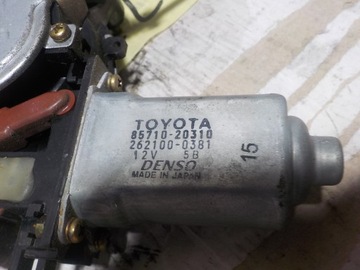 TOYOTA
85710-20310
262100-0381
12V 5B
DENSO
MADE IN JAPAN
15